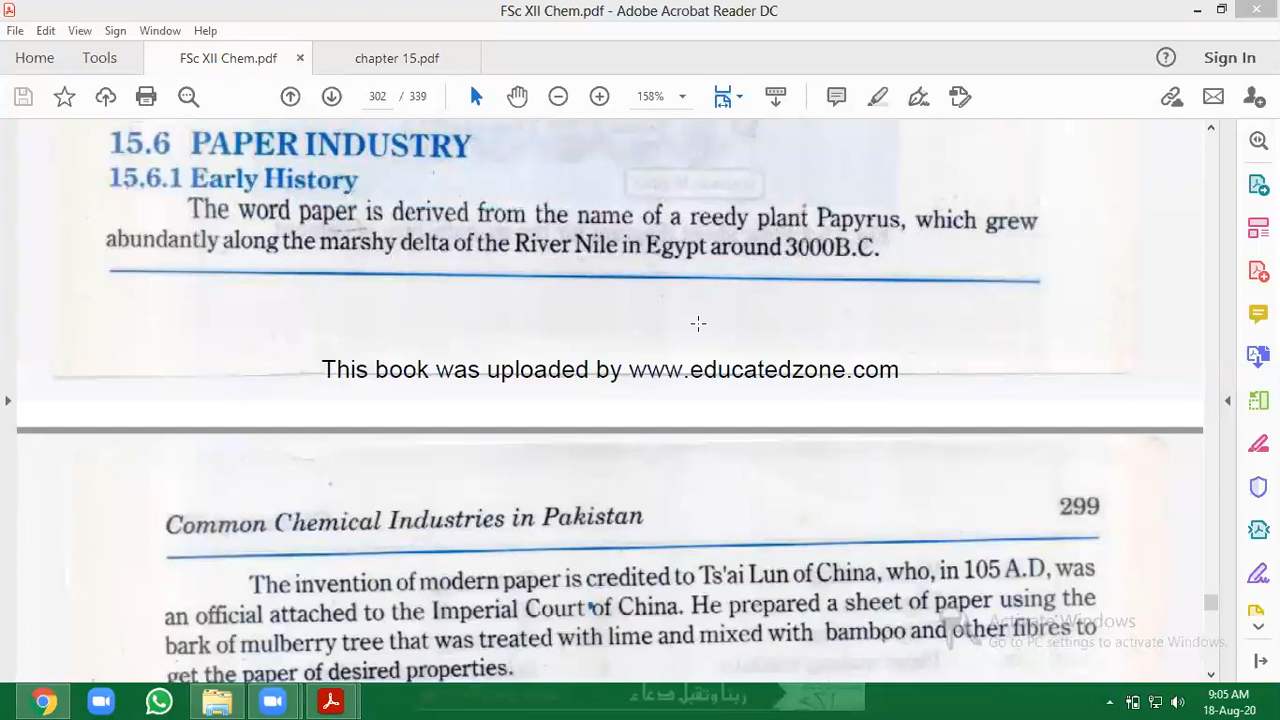 FSc XII Chem.pdf - Adobe Acrobat Reader DC
File Edit View Sign Window Help
Home Tools FSc XII Chem.pdf × chapter 15.pdf Sign In
302 / 339 158%
15.6 PAPER INDUSTRY
15.6.1 Early History
The word paper is derived from the name of a reedy plant Papyrus, which grew
abundantly along the marshy delta of the River Nile in Egypt around 3000B.C.
This book was uploaded by www.educatedzone.com
Common Chemical Industries in Pakistan 299
The invention of modern paper is credited to Ts'ai Lun of China, who, in 105 A.D, was
an official attached to the Imperial Court of China. He prepared a sheet of paper using the
bark of mulberry tree that was treated with lime and mixed with bamboo and other fibres to
get the paper of desired properties.
Activate Windows
Go to PC settings to activate Windows.
ربنا وتقبل دعاء
9:05 AM
18-Aug-20